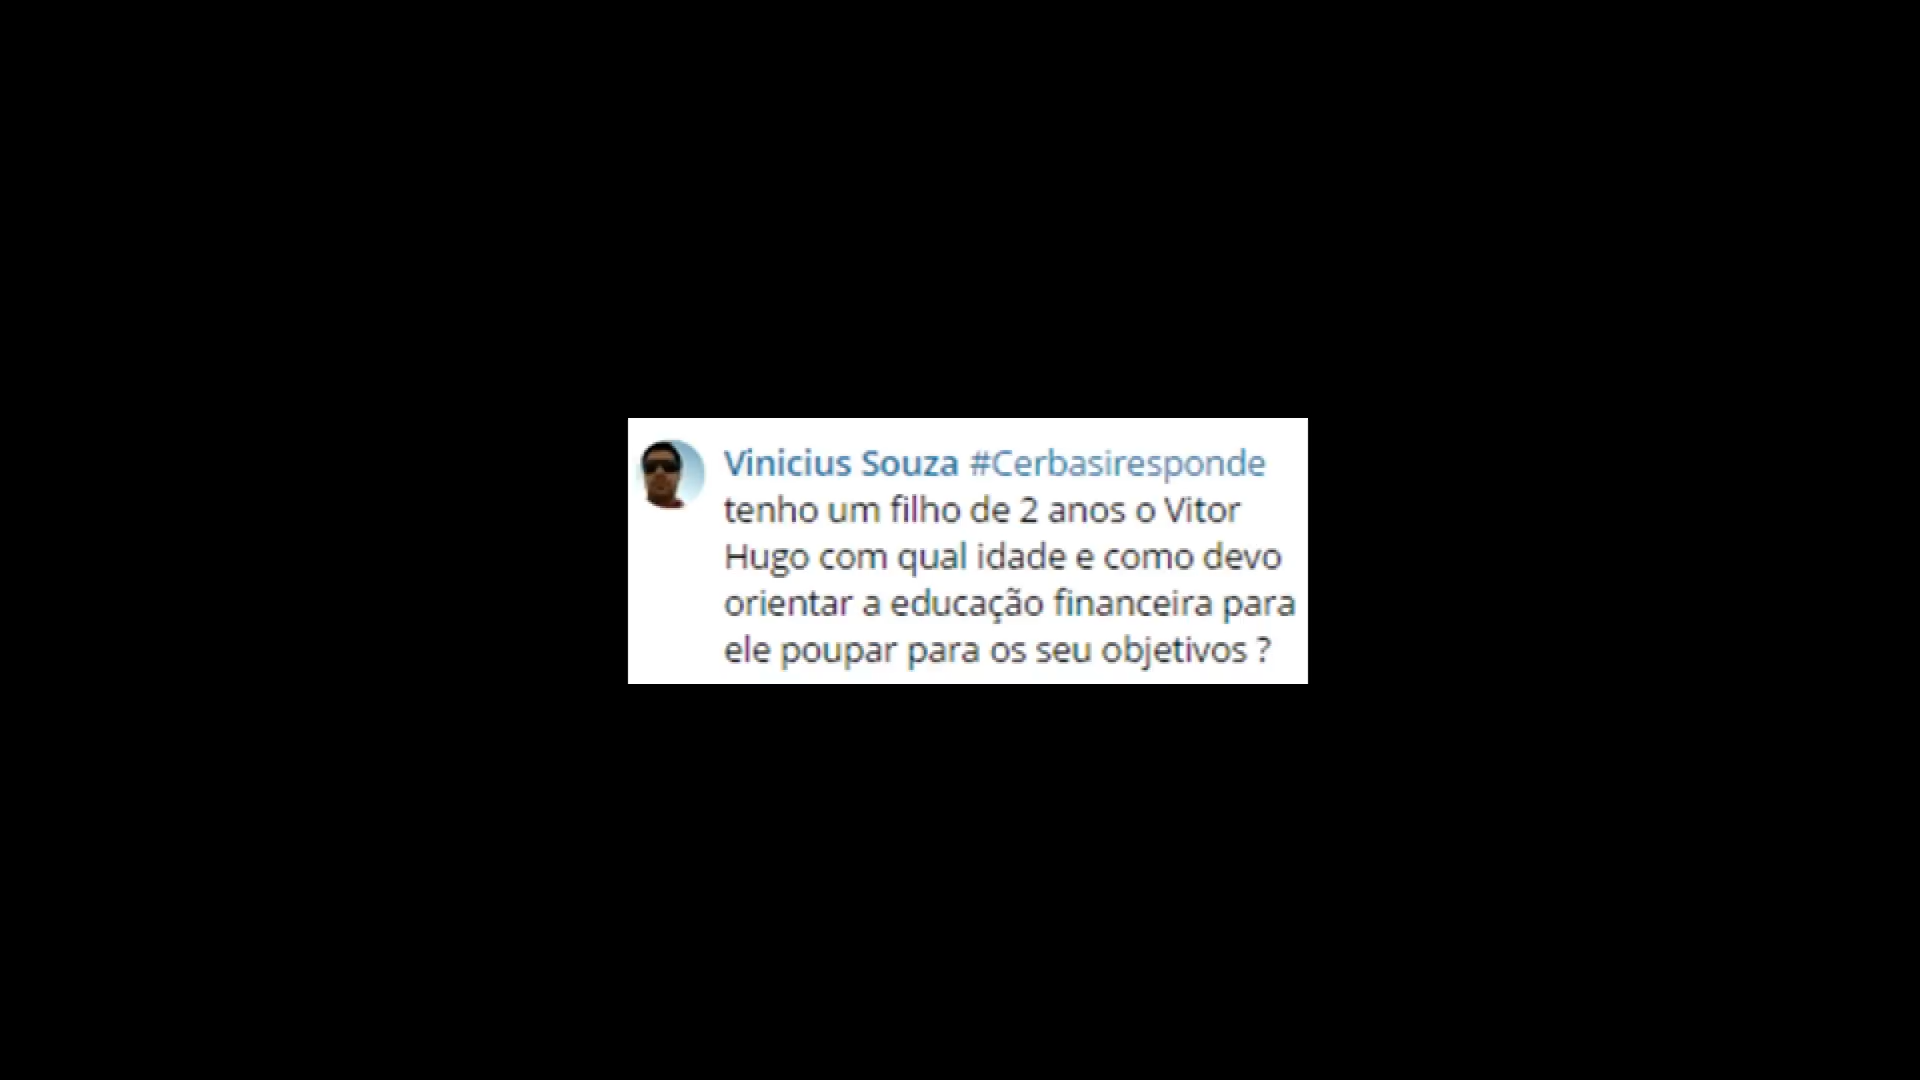 Vinicius Souza #Cerbasiresponde
tenho um filho de 2 anos o Vitor
Hugo com qual idade e como devo
orientar a educação financeira para
ele poupar para os seu objetivos ?